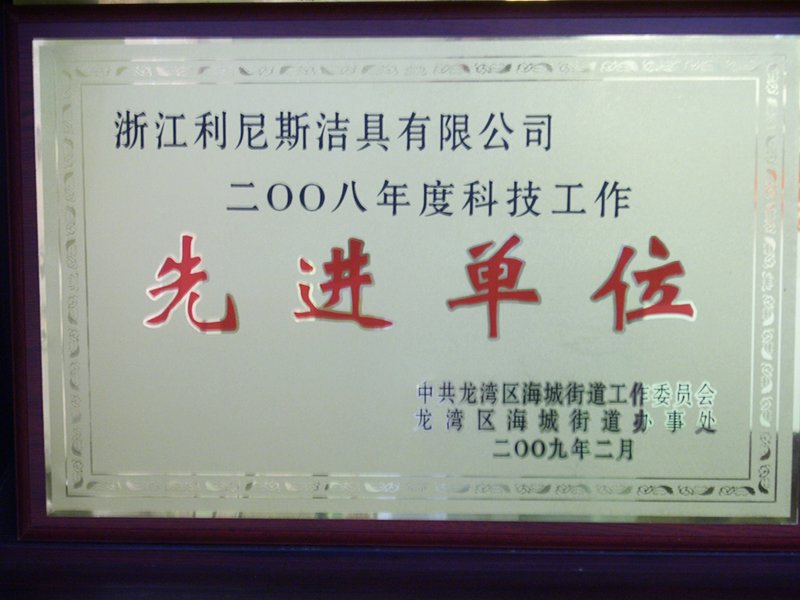 浙江利尼斯洁具有限公司
二OO八年度科技工作
先进单位
中共龙湾区海城街道工作委员会
龙湾区海城街道办事处
二OO九年二月